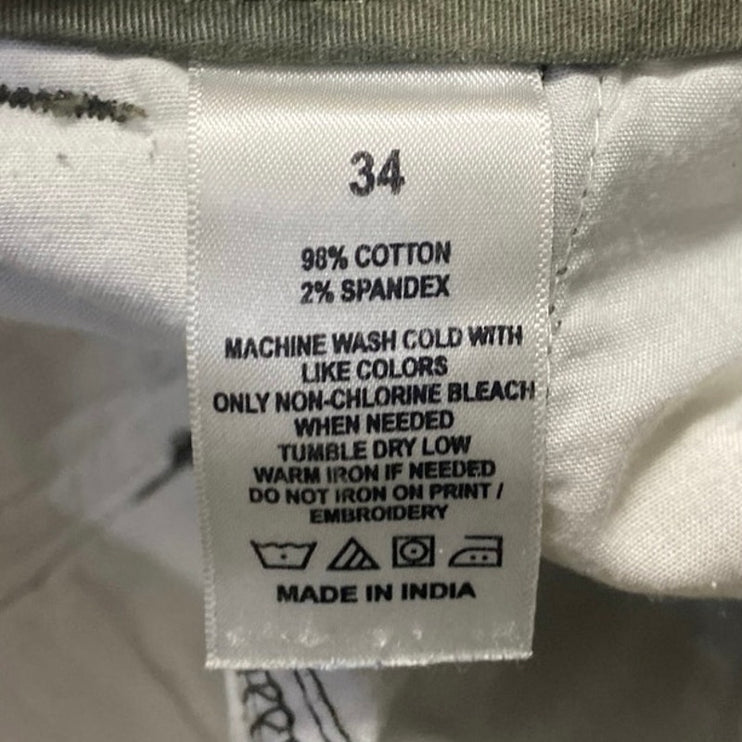 34
98% COTTON
2% SPANDEX
MACHINE WASH COLD WITH
LIKE COLORS
ONLY NON-CHLORINE BLEACH
WHEN NEEDED
TUMBLE DRY LOW
WARM IRON IF NEEDED
DO NOT IRON ON PRINT /
EMBROIDERY
MADE IN INDIA